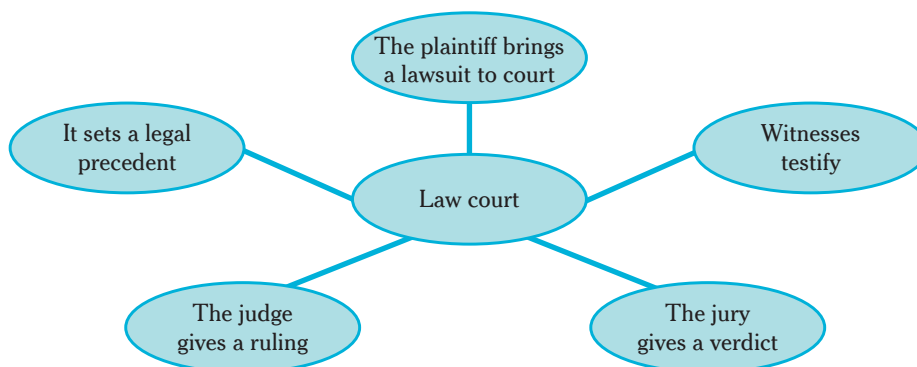 The plaintiff brings
a lawsuit to court
It sets a legal
precedent
Witnesses
testify
Law court
The judge
gives a ruling
The jury
gives a verdict